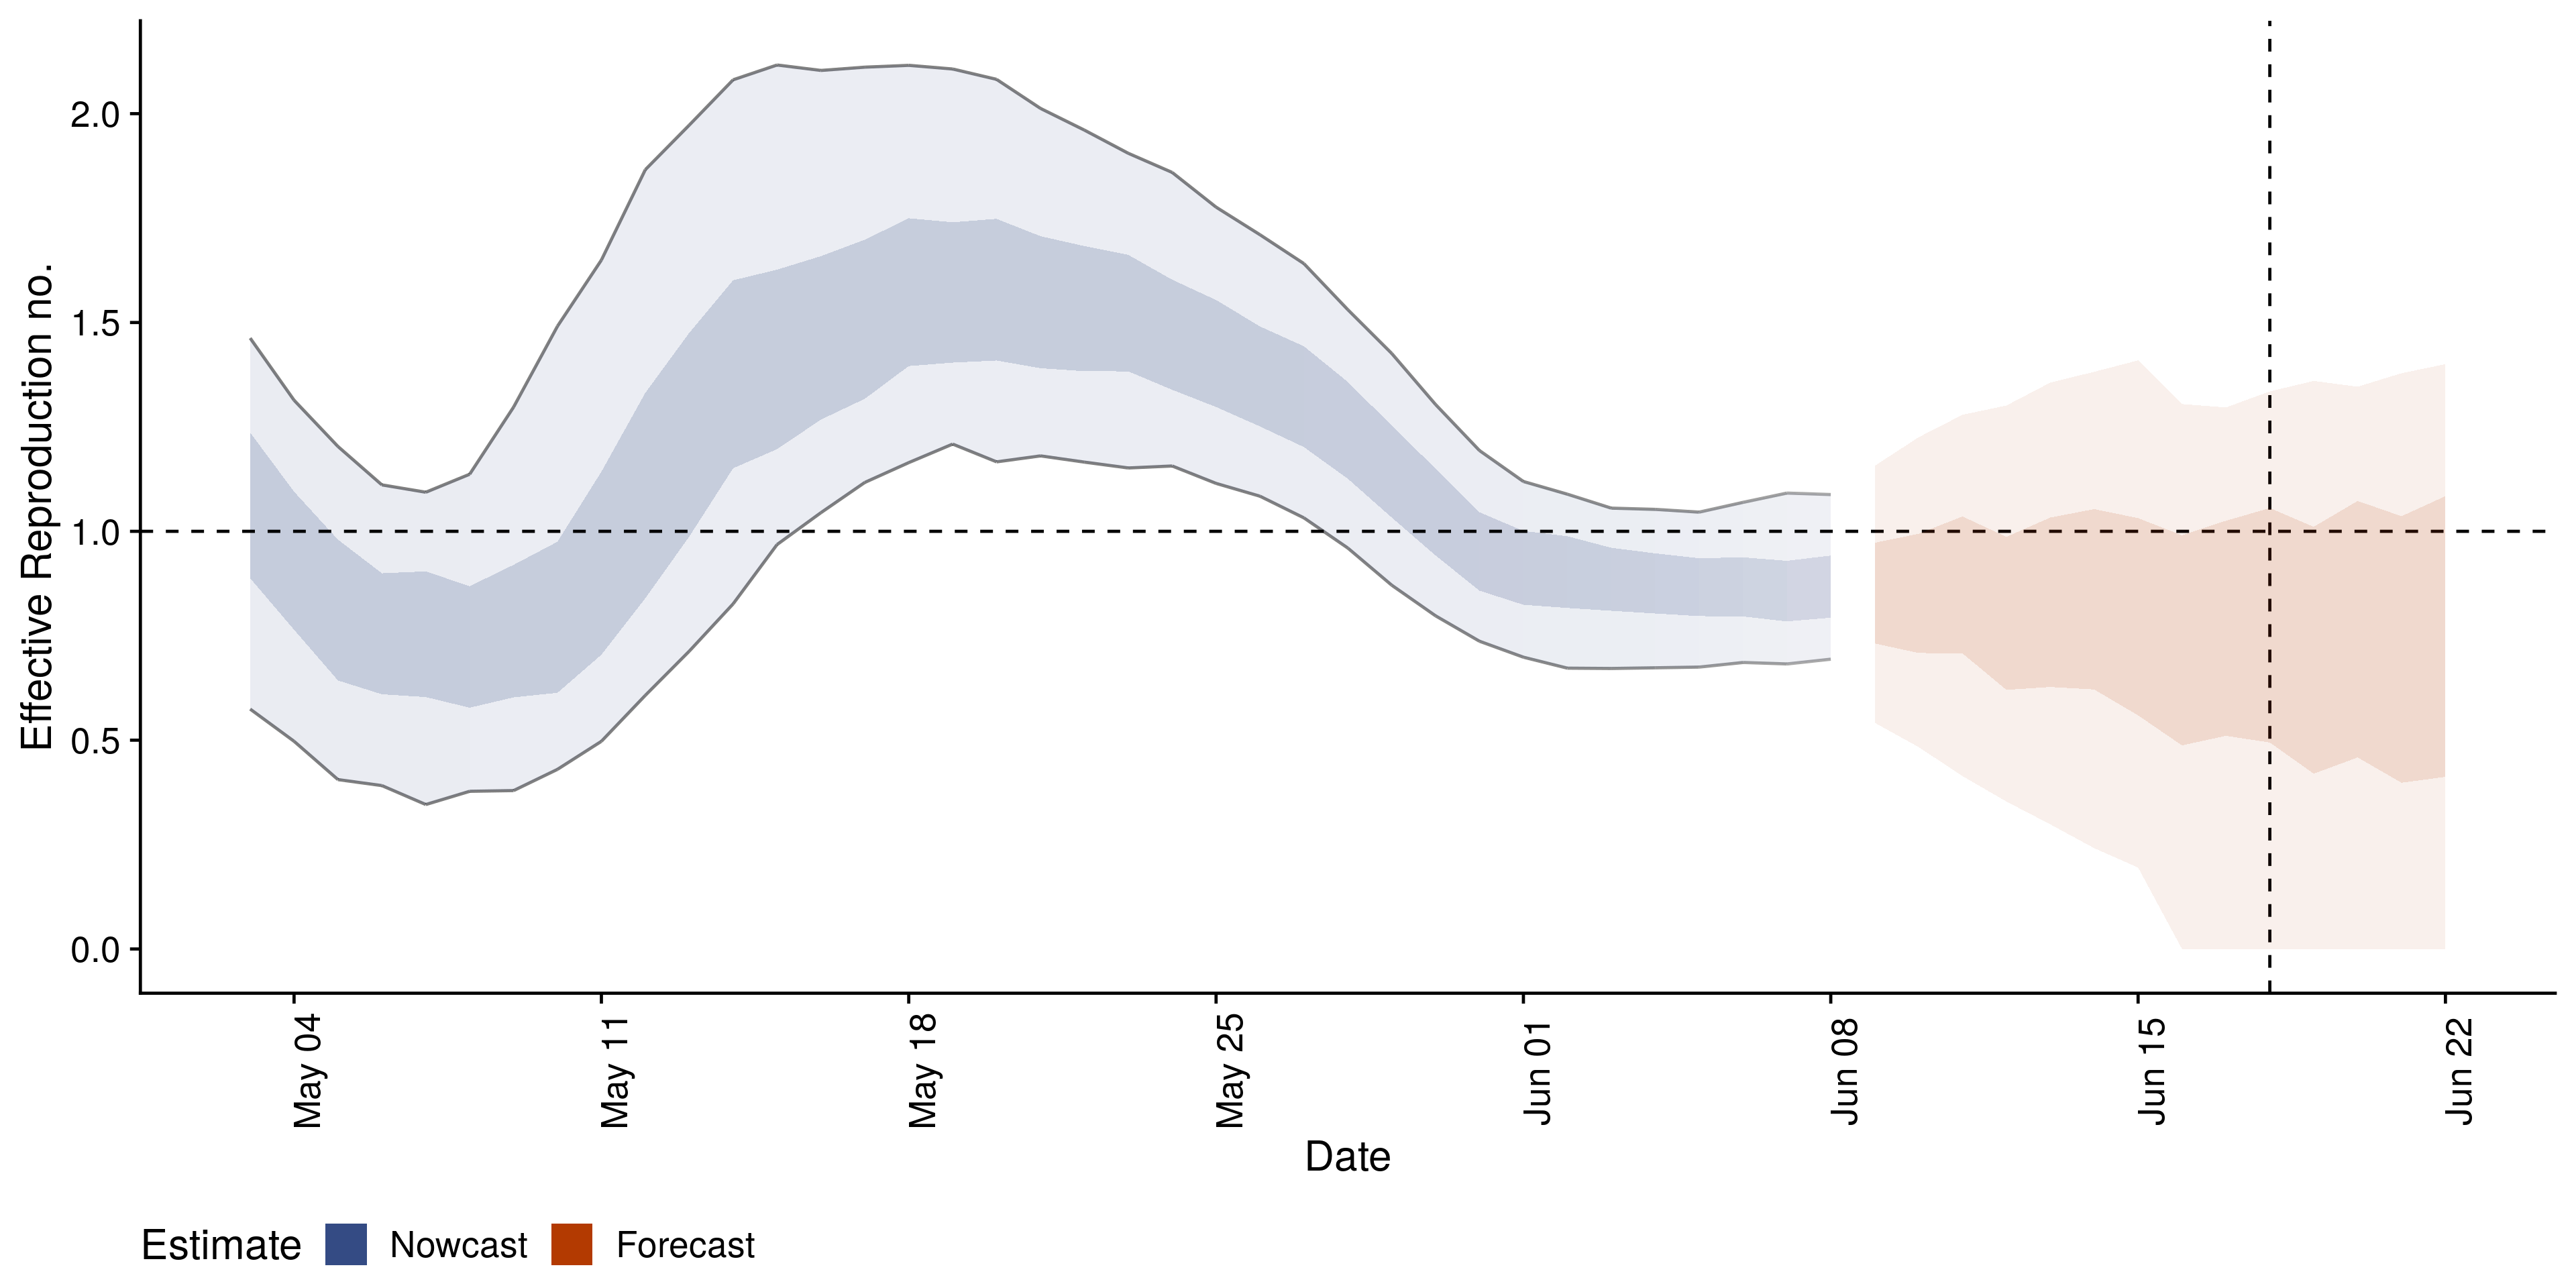 Effective Reproduction no.
2.0
1.5
1.0
0.5
0.0
May 04
May 11
May 18
May 25
Jun 01
Jun 08
Jun 15
Jun 22
Date
Estimate Nowcast Forecast